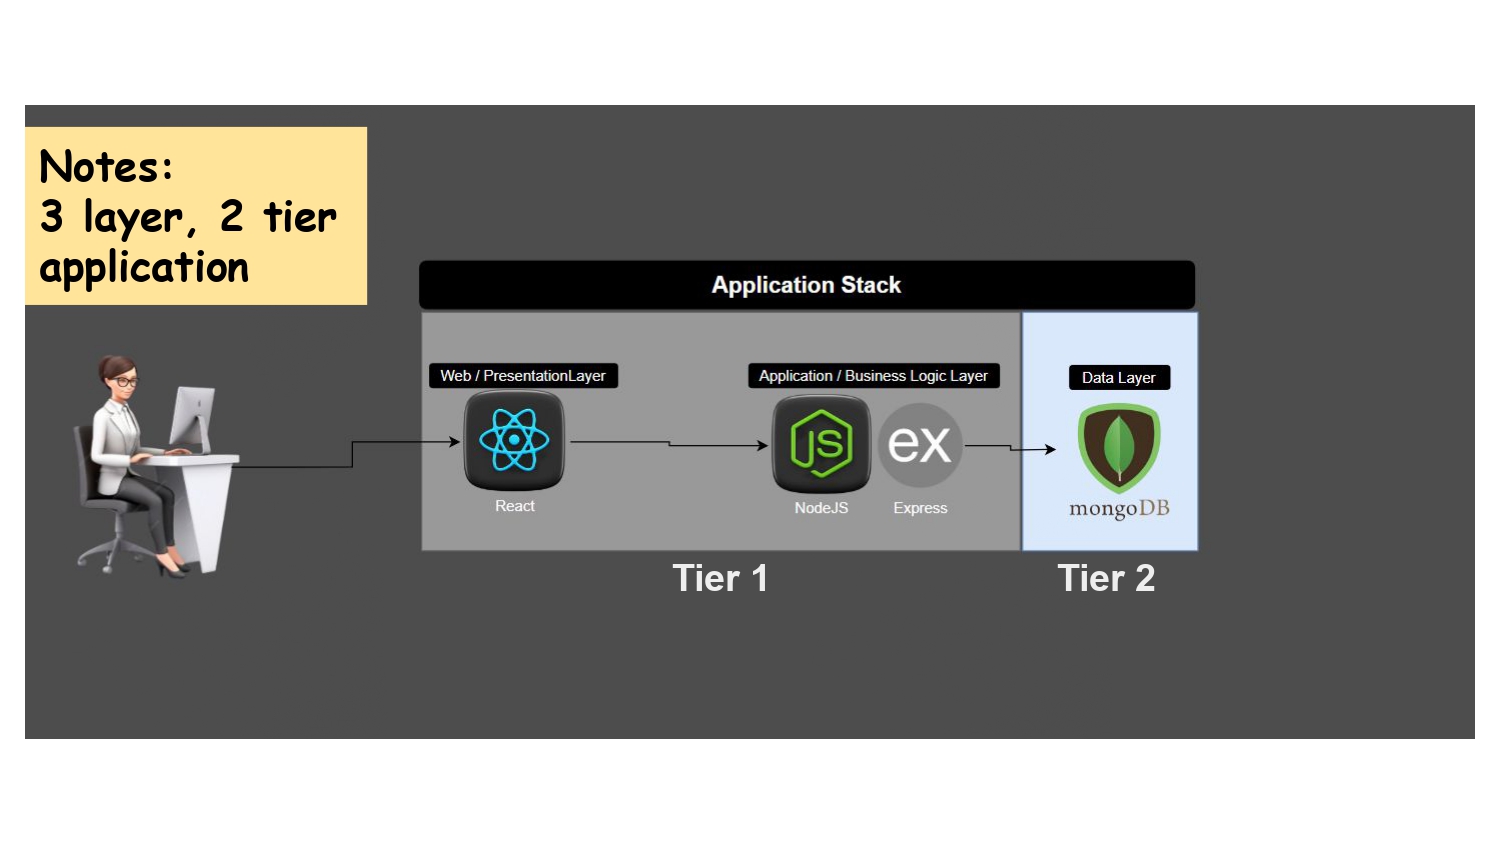 Notes:
3 layer, 2 tier
application
Application Stack
Web / PresentationLayer
Application / Business Logic Layer
Data Layer
JS
ex
React
NodeJS
Express
mongoDB
Tier 1
Tier 2